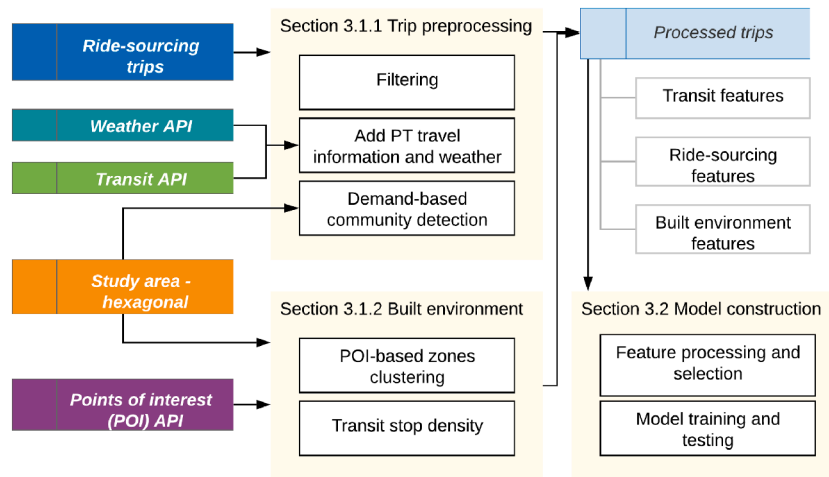 Ride-sourcing
trips
Weather API
Transit API
Study area -
hexagonal
Points of interest
(POI) API
Section 3.1.1 Trip preprocessing
Filtering
Add PT travel
information and weather
Demand-based
community detection
Section 3.1.2 Built environment
POI-based zones
clustering
Transit stop density
Processed trips
Transit features
Ride-sourcing
features
Built environment
features
Section 3.2 Model construction
Feature processing and
selection
Model training and
testing